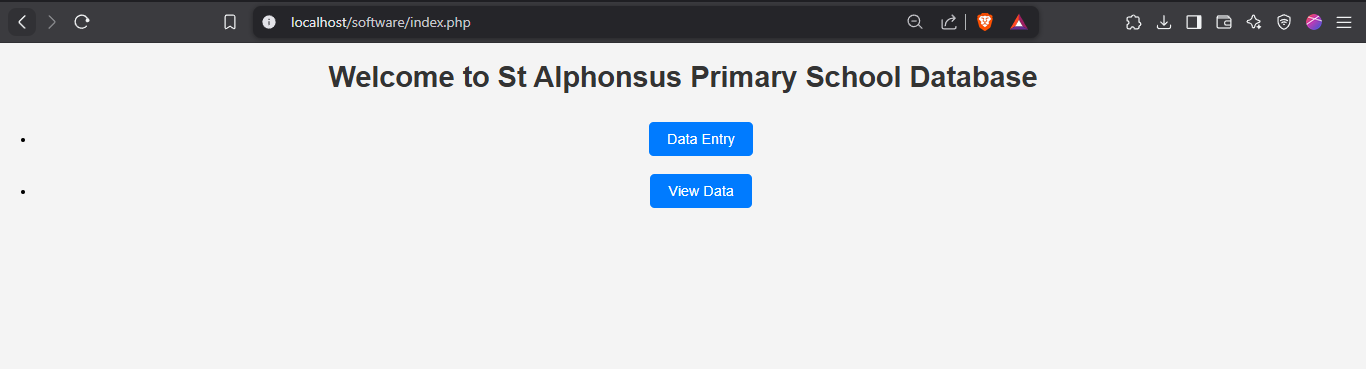 localhost/software/index.php
Welcome to St Alphonsus Primary School Database
Data Entry
View Data